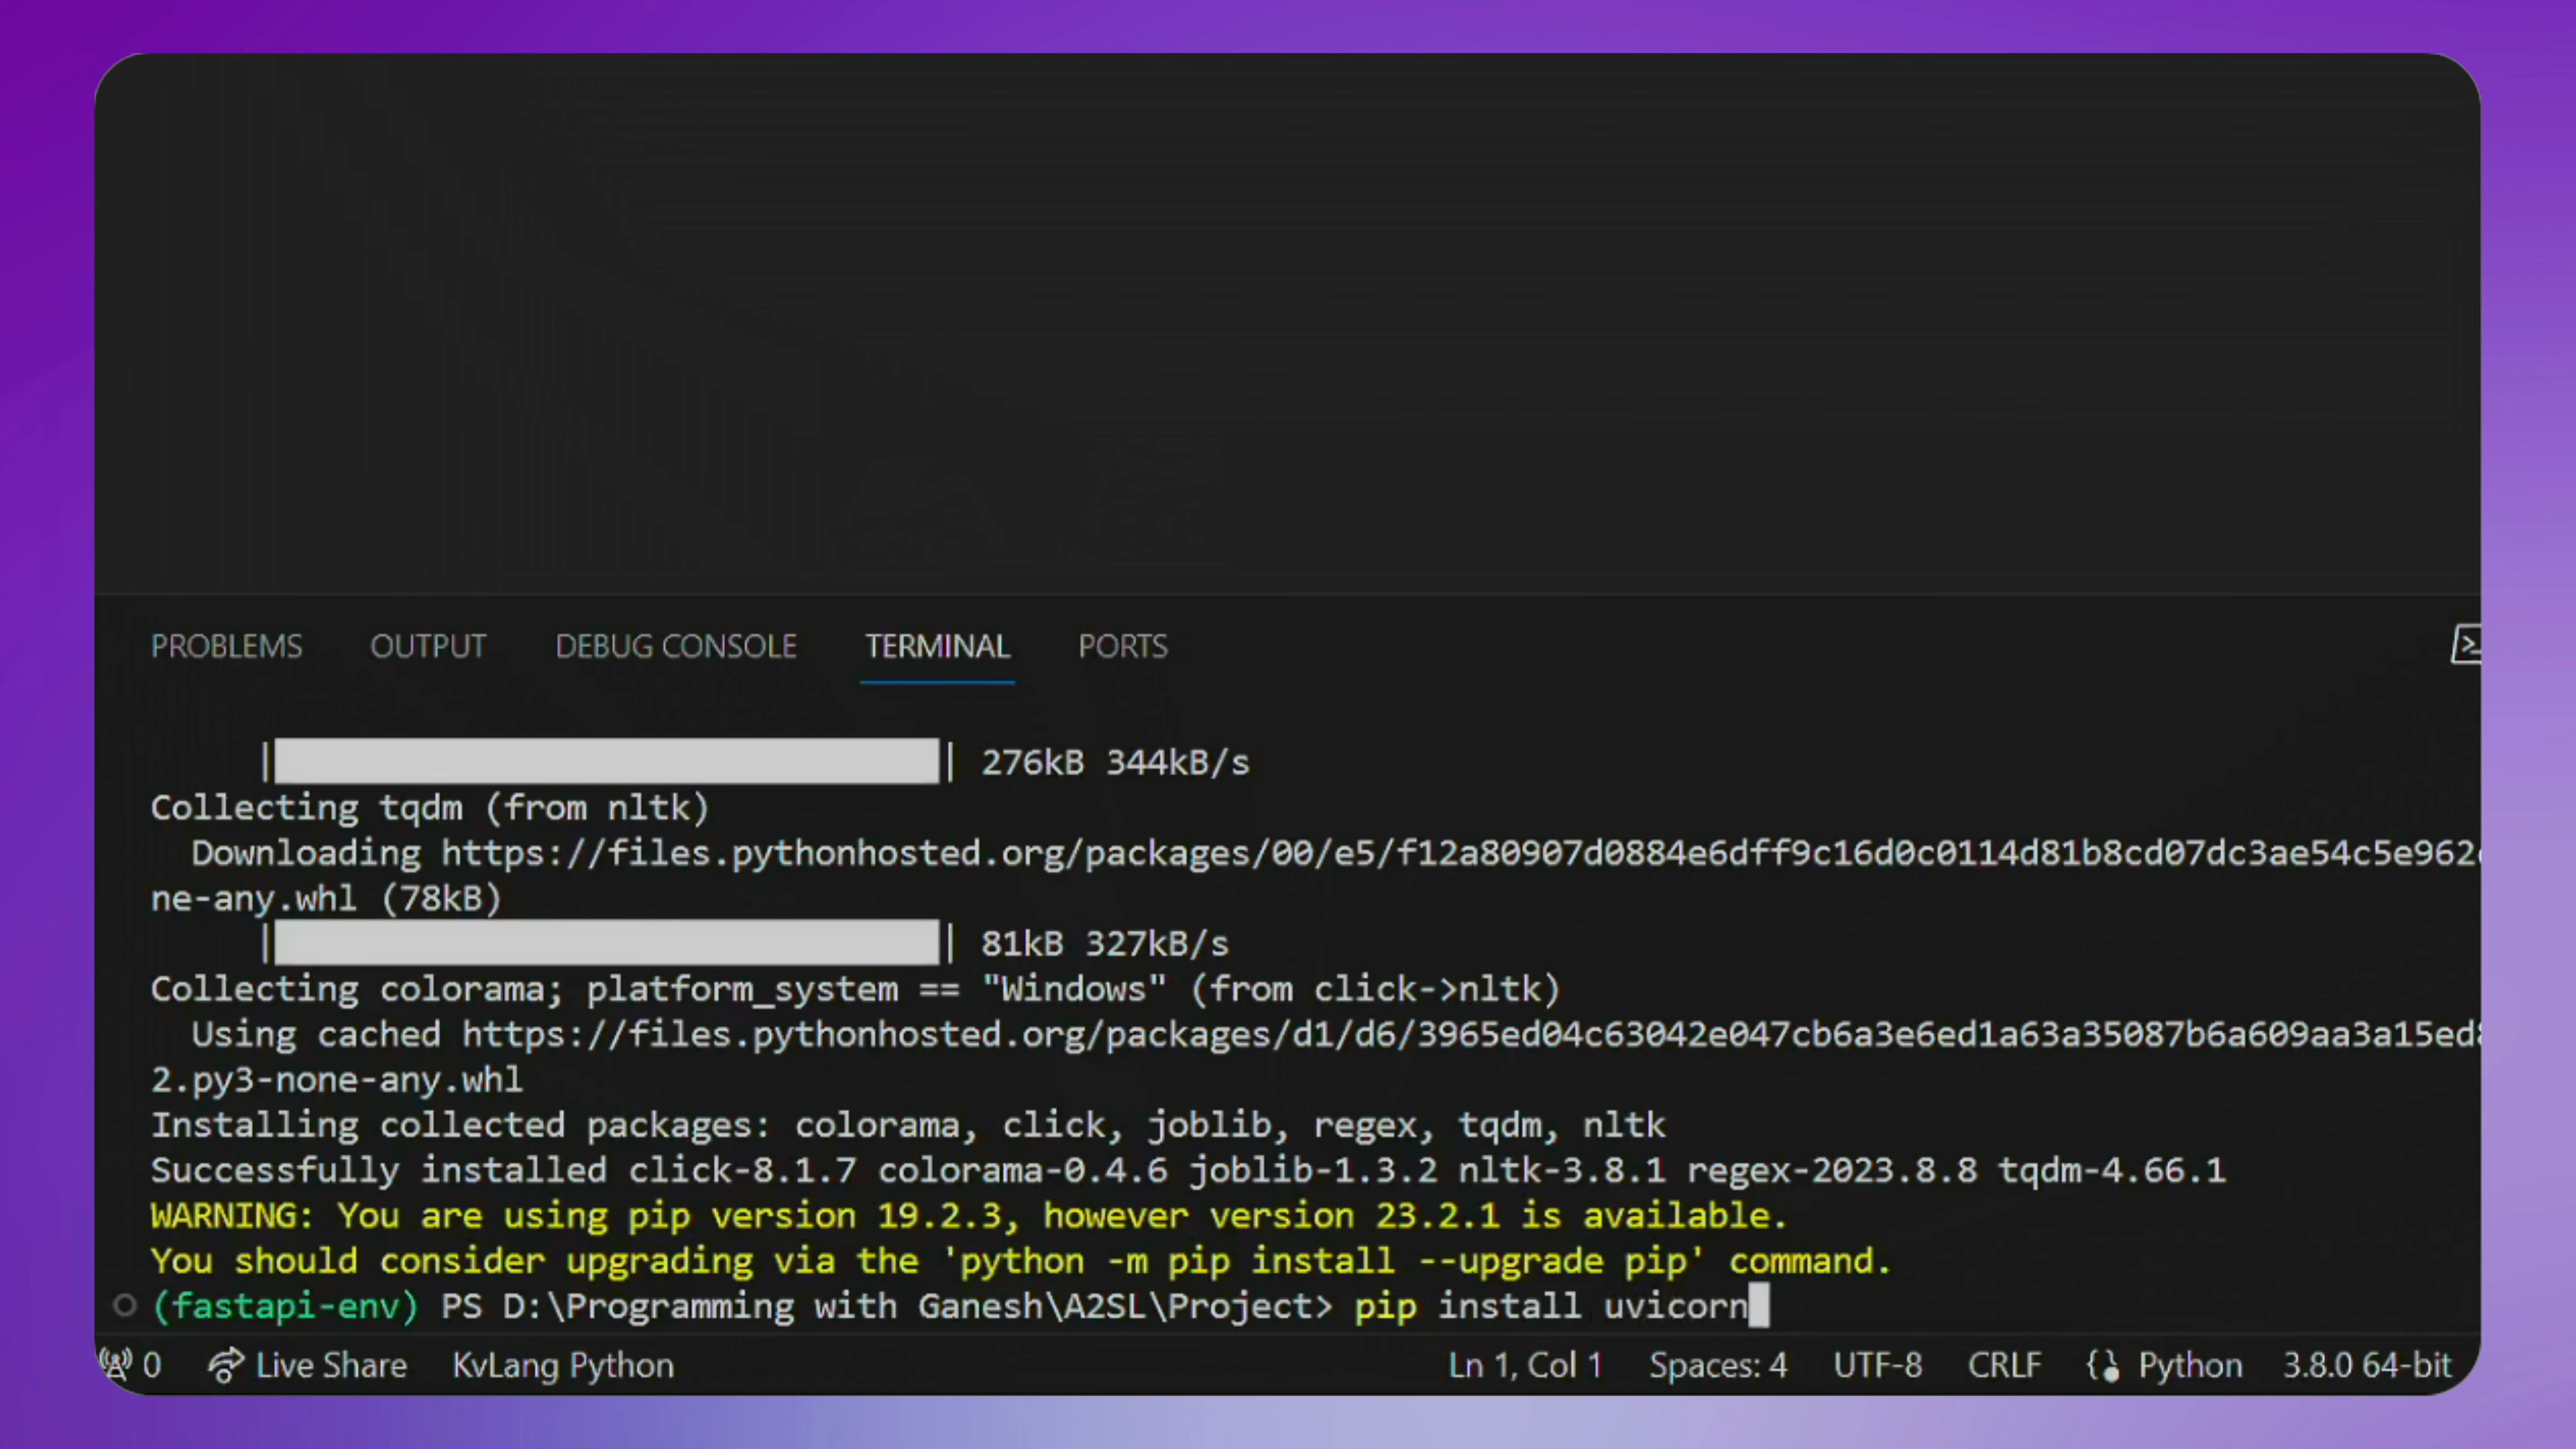 PROBLEMS OUTPUT DEBUG CONSOLE TERMINAL PORTS
| | 276kB 344kB/s
Collecting tqdm (from nltk)
Downloading https://files.pythonhosted.org/packages/00/e5/f12a80907d0884e6dff9c16d0c0114d81b8cd07dc3ae54c5e962
ne-any.whl (78kB)
| | 81kB 327kB/s
Collecting colorama; platform_system == "Windows" (from click->nltk)
Using cached https://files.pythonhosted.org/packages/d1/d6/3965ed04c63042e047cb6a3e6ed1a63a35087b6a609aa3a15ed
2.py3-none-any.whl
Installing collected packages: colorama, click, joblib, regex, tqdm, nltk
Successfully installed click-8.1.7 colorama-0.4.6 joblib-1.3.2 nltk-3.8.1 regex-2023.8.8 tqdm-4.66.1
WARNING: You are using pip version 19.2.3, however version 23.2.1 is available.
You should consider upgrading via the 'python -m pip install --upgrade pip' command.
(fastapi-env) PS D:\Programming with Ganesh\A2SL\Project> pip install uvicorn
0 Live Share KvLang Python Ln 1, Col 1 Spaces: 4 UTF-8 CRLF Python 3.8.0 64-bit